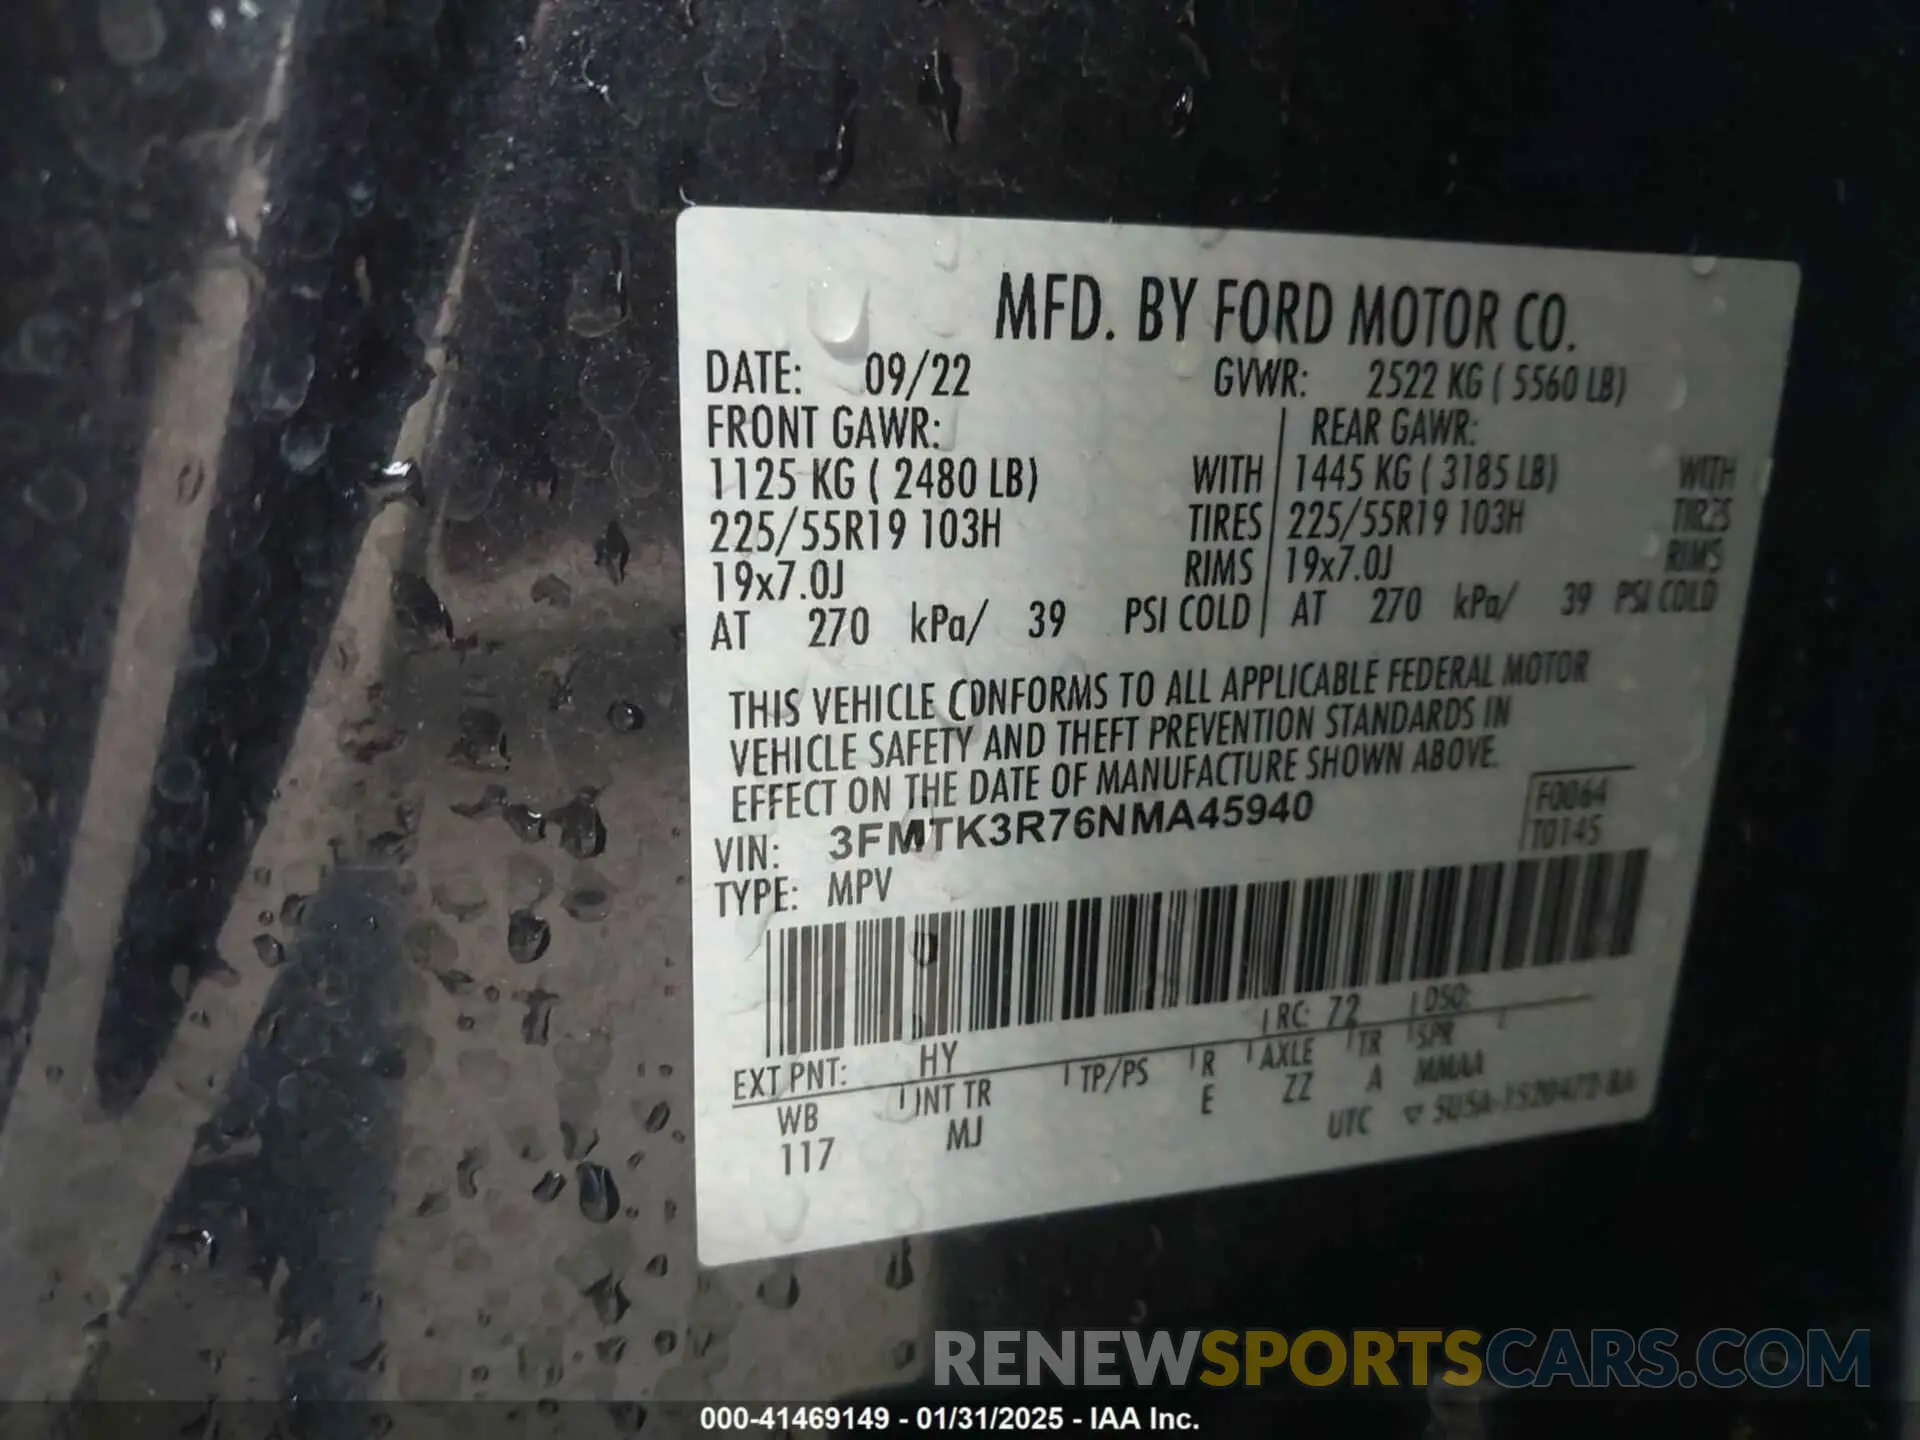 MFD. BY FORD MOTOR CO.
DATE: 09/22 GVWR: 2522 KG ( 5560 LB)
FRONT GAWR: REAR GAWR:
1125 KG ( 2480 LB) WITH 1445 KG ( 3185 LB) WITH
225/55R19 103H TIRES 225/55R19 103H TIRES
19x7.0J RIMS 19x7.0J RIMS
AT 270 kPa/ 39 PSI COLD AT 270 kPa/ 39 PSI COLD
THIS VEHICLE CONFORMS TO ALL APPLICABLE FEDERAL MOTOR
VEHICLE SAFETY AND THEFT PREVENTION STANDARDS IN
EFFECT ON THE DATE OF MANUFACTURE SHOWN ABOVE.
VIN: 3FMTK3R76NMA45940
F0064
T0145
TYPE: MPV
EXT PNT: HY RC: 72 DSO:
WB INT TR TP/PS R AXLE TR SPR
117 MJ E ZZ A MMAA
UTC
RENEWSPORTSCARS.COM
000-41469149 - 01/31/2025 - IAA Inc.